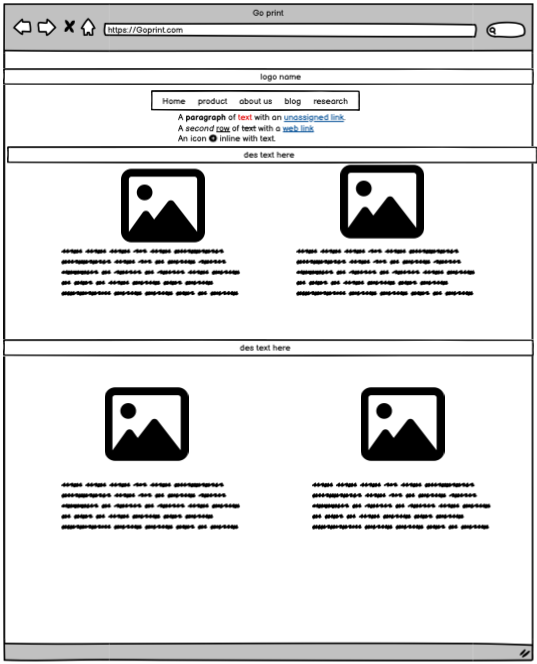 Go print
https://Goprint.com
logo name
Home product about us blog research
A paragraph of text with an unassigned link.
A second row of text with a web link
An icon inline with text.
des text here
des text here